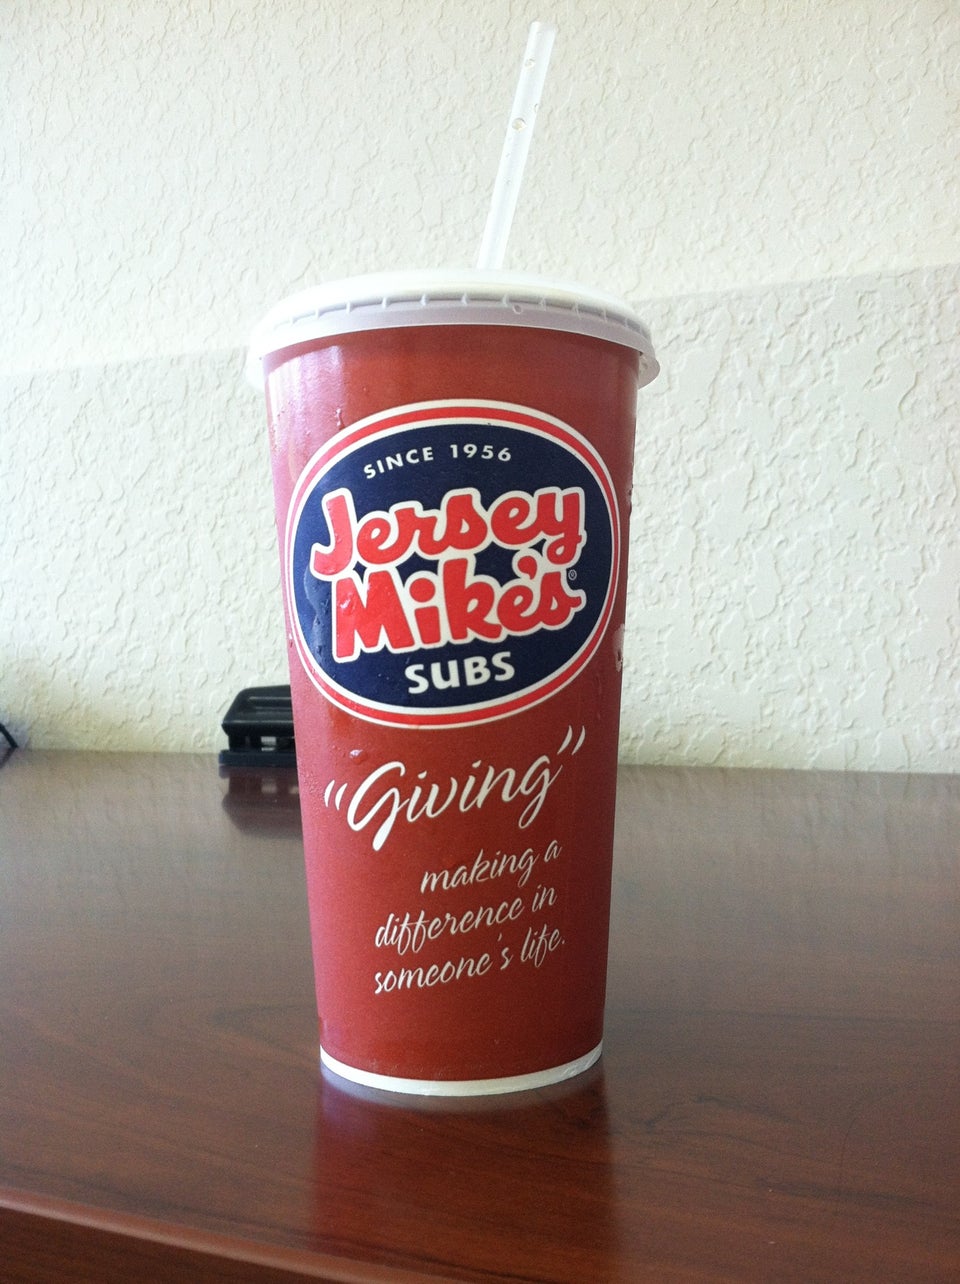 SINCE 1956
Jersey
Mike's®
SUBS
"Giving"
making a
difference in
someone's life.